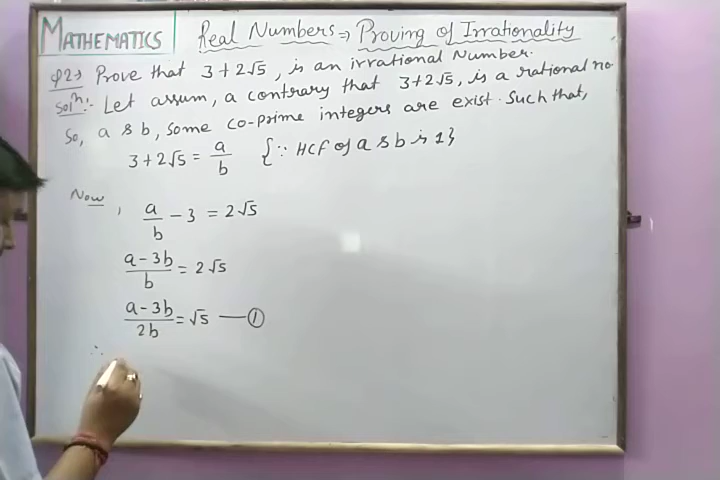 MATHEMATICS Real Numbers ⇒ Proving of Irrationality
Q2→ Prove that 3+2√5, is an irrational Number.
Solⁿ:- Let assum, a contrary that 3+2√5, is a rational no.
So, a & b, some co-prime integers are exist. Such that,
3+2√5 = a/b {∵ HCF of a & b is 1}
Now, a/b - 3 = 2√5
a-3b/b = 2√5
a-3b/2b = √5 —①
∴